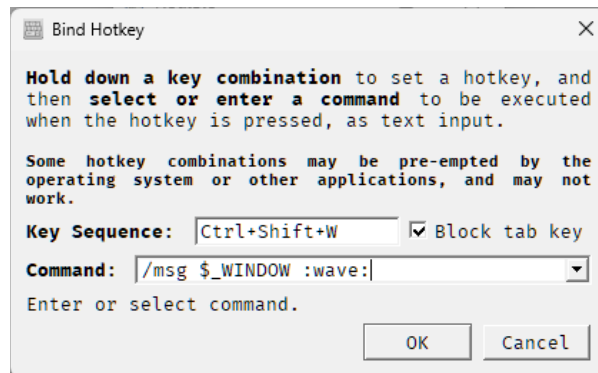 Bind Hotkey
Hold down a key combination to set a hotkey, and
then select or enter a command to be executed
when the hotkey is pressed, as text input.
Some hotkey combinations may be pre-empted by the
operating system or other applications, and may not
work.
Key Sequence: Ctrl+Shift+W Block tab key
Command: /msg $_WINDOW :wave:
Enter or select command.
OK Cancel